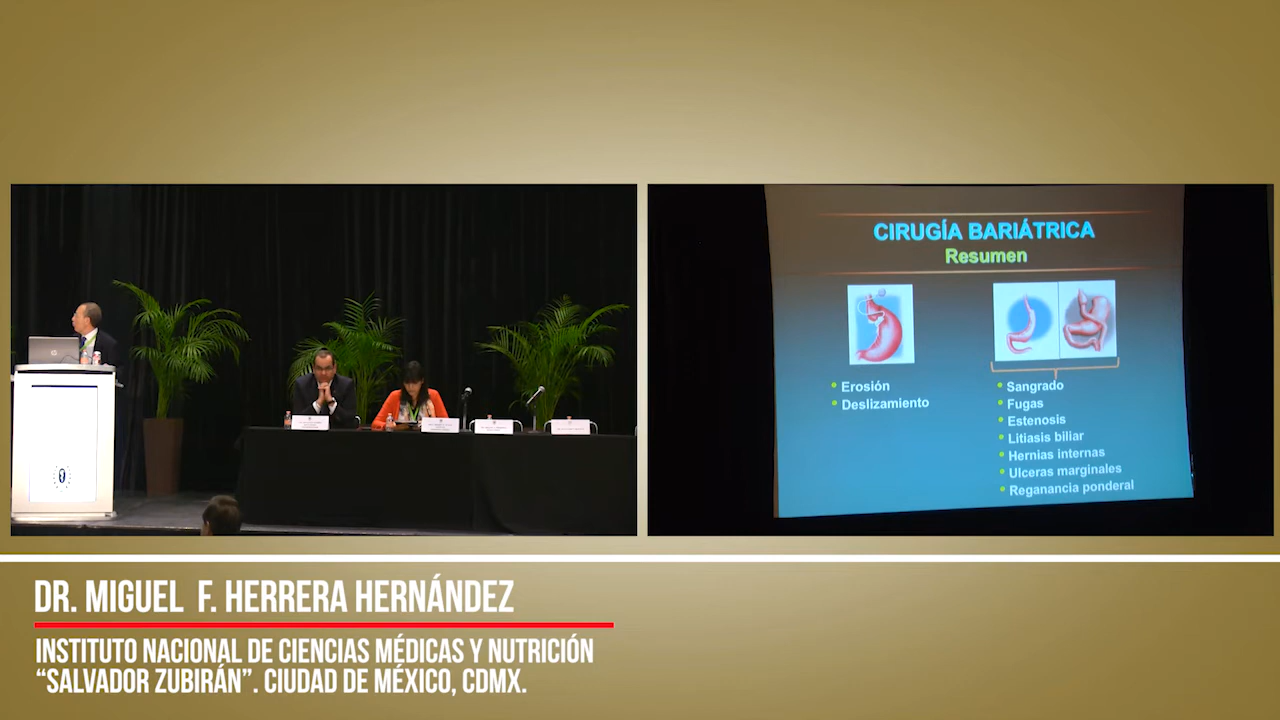 CIRUGÍA BARIÁTRICA
Resumen
• Erosión
• Deslizamiento
• Sangrado
• Fugas
• Estenosis
• Litiasis biliar
• Hernias internas
• Ulceras marginales
• Reganancia ponderal
DR. MIGUEL F. HERRERA HERNÁNDEZ
INSTITUTO NACIONAL DE CIENCIAS MÉDICAS Y NUTRICIÓN
“SALVADOR ZUBIRÁN”. CIUDAD DE MÉXICO, CDMX.